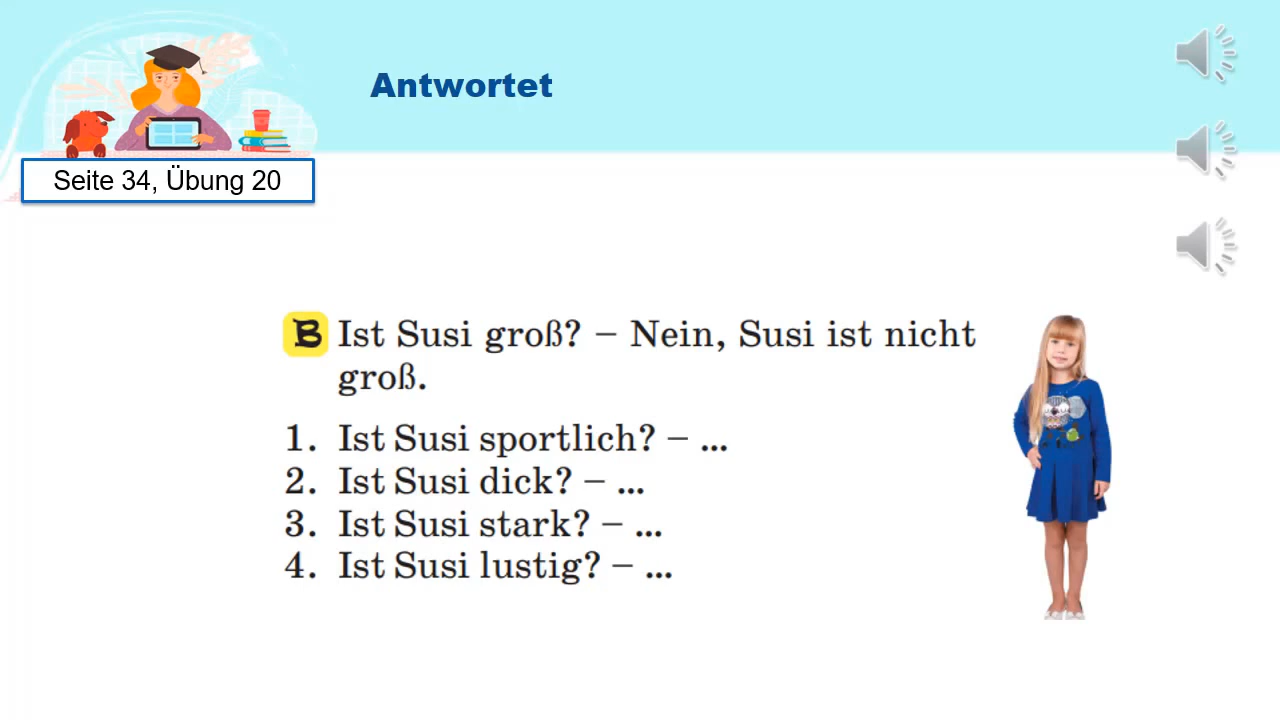 Antwortet
Seite 34, Übung 20
B Ist Susi groß? – Nein, Susi ist nicht
groß.
1. Ist Susi sportlich? – ...
2. Ist Susi dick? – ...
3. Ist Susi stark? – ...
4. Ist Susi lustig? – ...